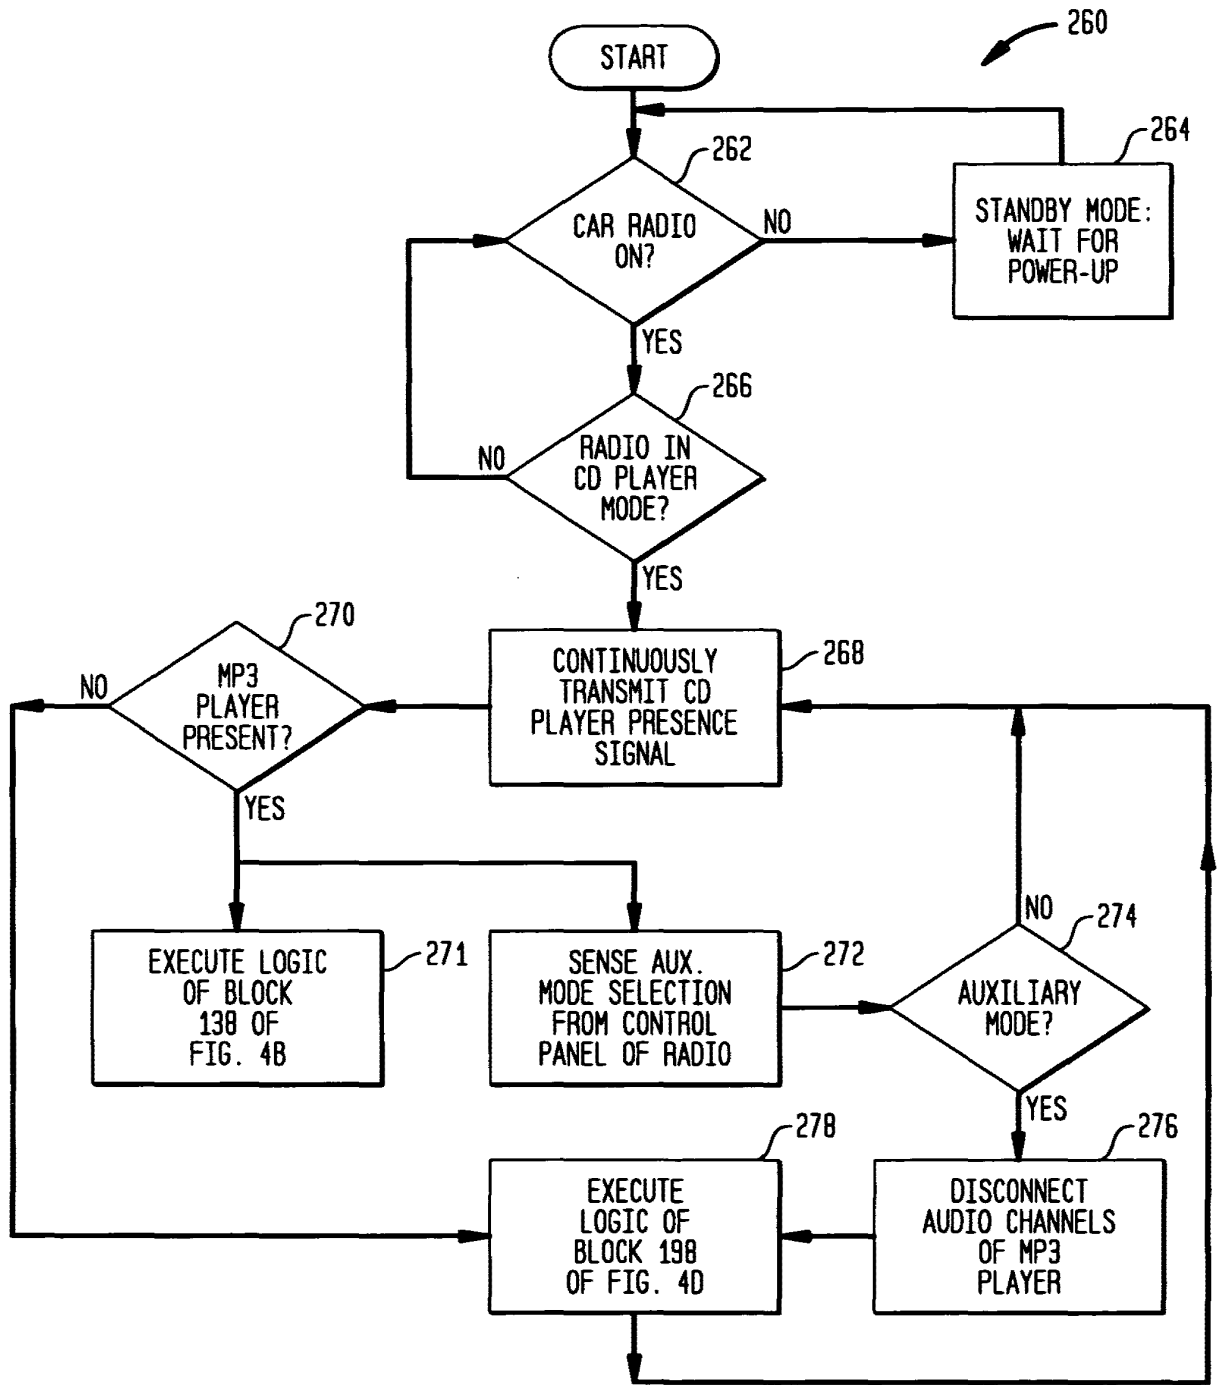 260
START
262
264
CAR RADIO
ON?
NO
STANDBY MODE:
WAIT FOR
POWER-UP
YES
266
RADIO IN
CD PLAYER
MODE?
NO
YES
270
MP3
PLAYER
PRESENT?
NO
YES
268
CONTINUOUSLY
TRANSMIT CD
PLAYER PRESENCE
SIGNAL
271
EXECUTE LOGIC
OF BLOCK
138 OF
FIG. 4B
272
SENSE AUX.
MODE SELECTION
FROM CONTROL
PANEL OF RADIO
NO
274
AUXILIARY
MODE?
YES
278
EXECUTE
LOGIC OF
BLOCK 198
OF FIG. 4D
276
DISCONNECT
AUDIO CHANNELS
OF MP3
PLAYER